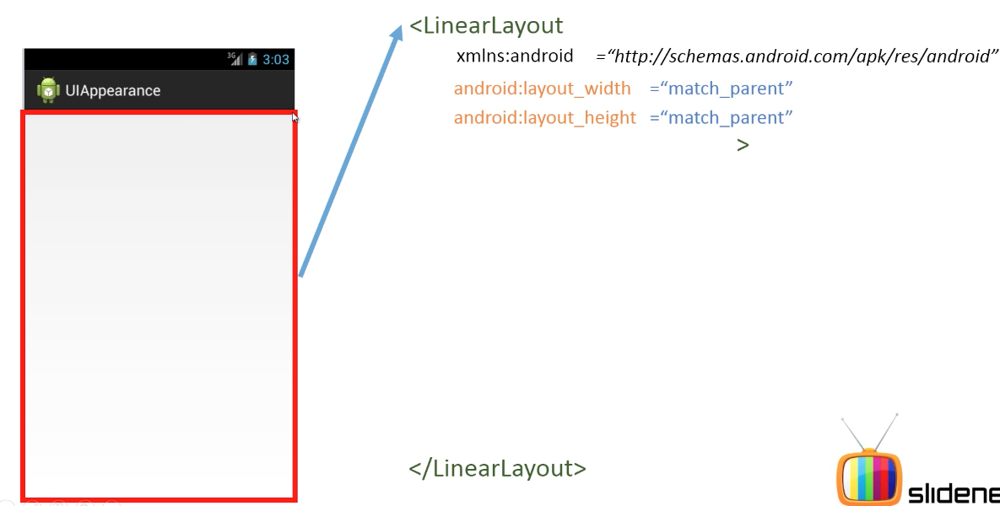 <LinearLayout
xmlns:android =“http://schemas.android.com/apk/res/android”
android:layout_width =“match_parent”
android:layout_height =“match_parent”
>
</LinearLayout>
3G 3:03
UIAppearance
slidene